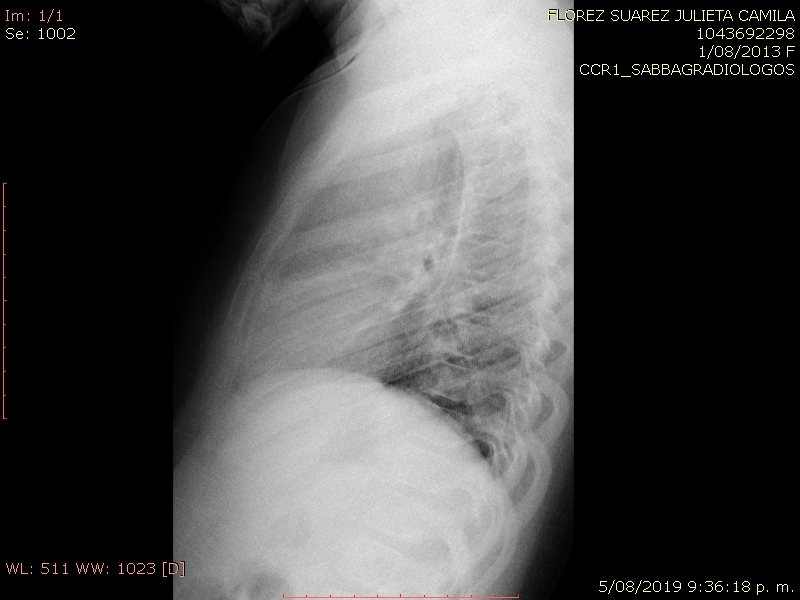 Im: 1/1
Se: 1002
FLOREZ SUAREZ JULIETA CAMILA
1043692298
1/08/2013 F
CCR1_SABBAGRADIOLOGOS
WL: 511 WW: 1023 [D]
5/08/2019 9:36:18 p. m.